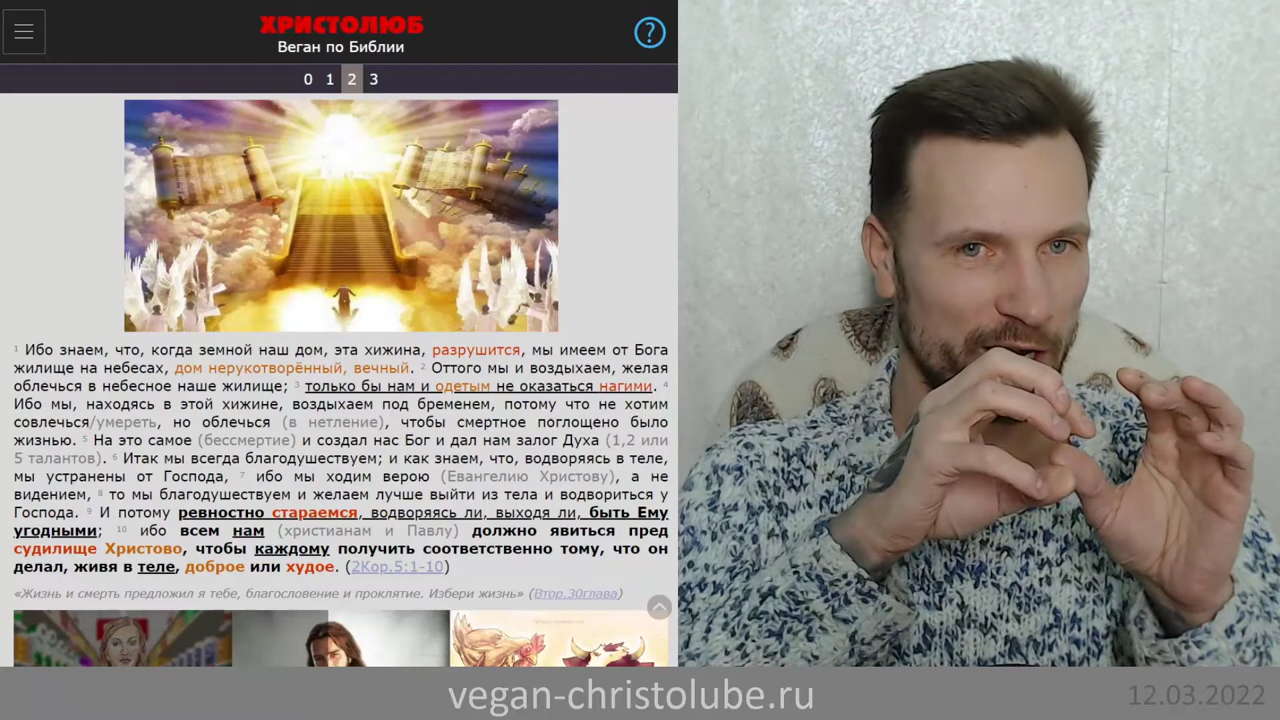 ХРИСТОЛЮБ
Веган по Библии
?
0 1 2 3
1 Ибо знаем, что, когда земной наш дом, эта хижина, разрушится, мы имеем от Бога
жилище на небесах, дом нерукотворённый, вечный. 2 Оттого мы и воздыхаем, желая
облечься в небесное наше жилище; 3 только бы нам и одетым не оказаться нагими. 4
Ибо мы, находясь в этой хижине, воздыхаем под бременем, потому что не хотим
совлечься/умереть, но облечься (в нетление), чтобы смертное поглощено было
жизнью. 5 На это самое (бессмертие) и создал нас Бог и дал нам залог Духа (1,2 или
5 талантов). 6 Итак мы всегда благодушествуем; и как знаем, что, водворяясь в теле,
мы устранены от Господа, 7 ибо мы ходим верою (Евангелию Христову), а не
видением, 8 то мы благодушествуем и желаем лучше выйти из тела и водвориться у
Господа. 9 И потому ревностно стараемся, водворяясь ли, выходя ли, быть Ему
угодными; 10 ибо всем нам (христианам и Павлу) должно явиться пред
судилище Христово, чтобы каждому получить соответственно тому, что он
делал, живя в теле, доброе или худое. (2Кор.5:1-10)
«Жизнь и смерть предложил я тебе, благословение и проклятие. Избери жизнь» (Втор.30глава)
vegan-christolube.ru
12.03.2022